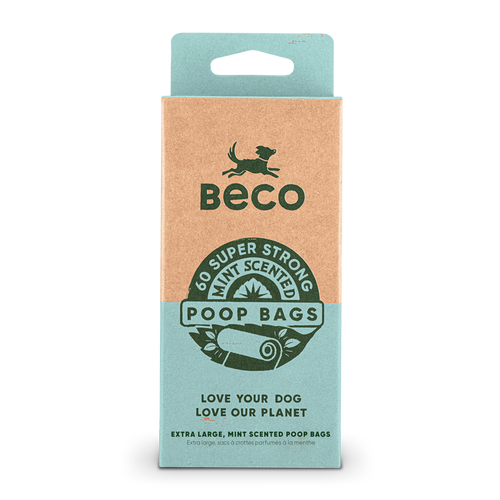 BECO
60 SUPER STRONG
MINT SCENTED
POOP BAGS
LOVE YOUR DOG
LOVE OUR PLANET
EXTRA LARGE, MINT SCENTED POOP BAGS
Extra large, sacs à crottes parfumés à la menthe